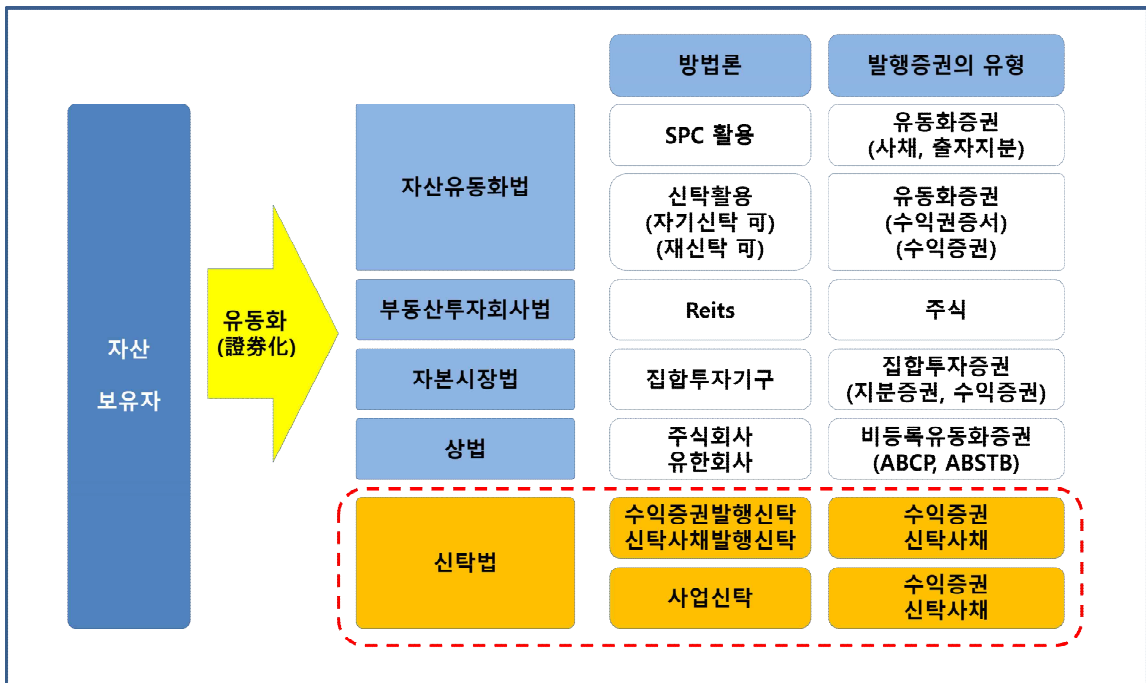 방법론
발행증권의 유형
자산
보유자
유동화
(證券化)
자산유동화법
SPC 활용
유동화증권
(사채, 출자지분)
신탁활용
(자기신탁 可)
(재신탁 可)
유동화증권
(수익권증서)
(수익증권)
부동산투자회사법
Reits
주식
자본시장법
집합투자기구
집합투자증권
(지분증권, 수익증권)
상법
주식회사
유한회사
비등록유동화증권
(ABCP, ABSTB)
신탁법
수익증권발행신탁
신탁사채발행신탁
수익증권
신탁사채
사업신탁
수익증권
신탁사채